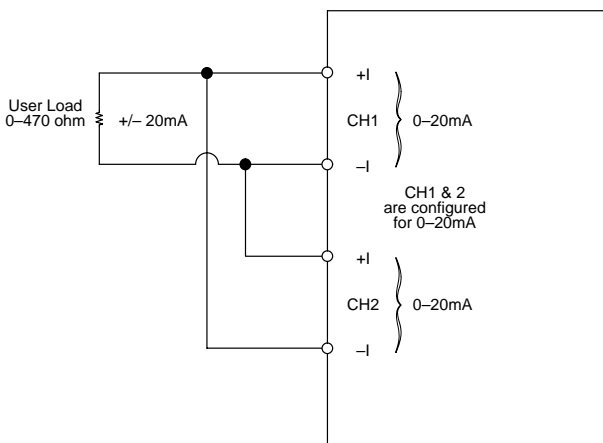 +I
User Load
0–470 ohm
+/– 20mA
CH1
0–20mA
–I
CH1 & 2
are configured
for 0–20mA
+I
CH2
0–20mA
–I